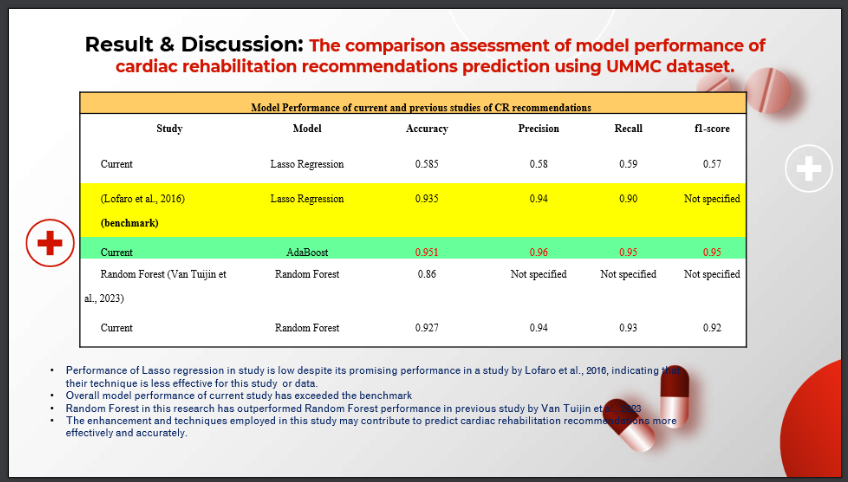 Result & Discussion: The comparison assessment of model performance of
cardiac rehabilitation recommendations prediction using UMMC dataset.
Model Performance of current and previous studies of CR recommendations
Study Model Accuracy Precision Recall f1-score
Current Lasso Regression 0.585 0.58 0.59 0.57
(Lofaro et al., 2016) Lasso Regression 0.935 0.94 0.90 Not specified
(benchmark)
Current AdaBoost 0.951 0.96 0.95 0.95
Random Forest (Van Tuijin et Random Forest 0.86 Not specified Not specified Not specified
al., 2023)
Current Random Forest 0.927 0.94 0.93 0.92
• Performance of Lasso regression in study is low despite its promising performance in a study by Lofaro et al., 2016, indicating that
their technique is less effective for this study or data.
• Overall model performance of current study has exceeded the benchmark
• Random Forest in this research has outperformed Random Forest performance in previous study by Van Tuijin et al., 2023
• The enhancement and techniques employed in this study may contribute to predict cardiac rehabilitation recommendations more
effectively and accurately.